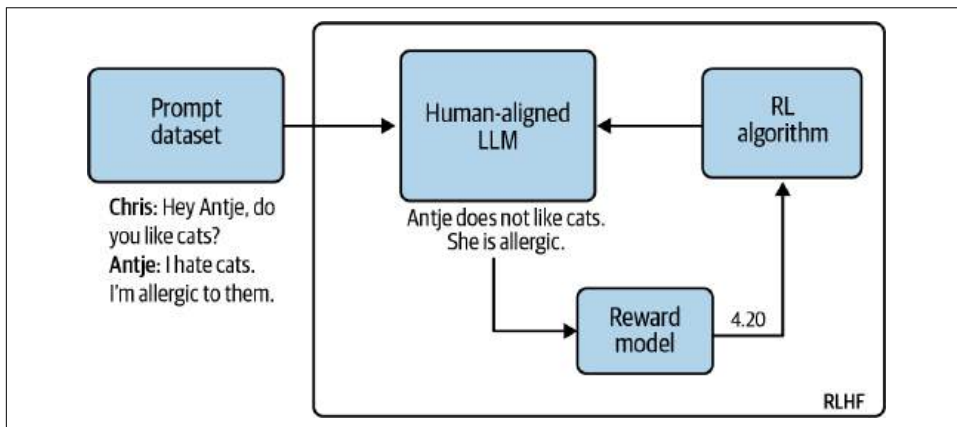 Prompt
dataset
Chris: Hey Antje, do
you like cats?
Antje: I hate cats.
I'm allergic to them.
Human-aligned
LLM
Antje does not like cats.
She is allergic.
RL
algorithm
Reward
model
4.20
RLHF